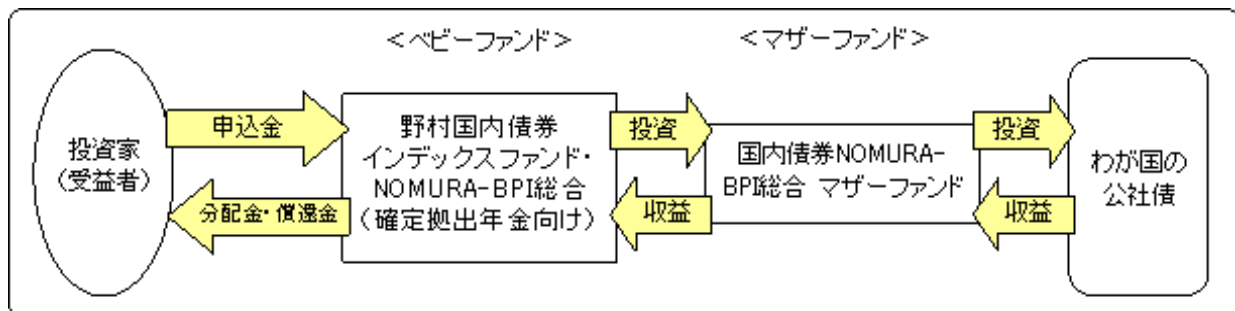 ＜ベビーファンド＞
＜マザーファンド＞
投資家
（受益者）
申込金
分配金・償還金
野村国内債券
インデックスファンド・
NOMURA-BPI総合
（確定拠出年金向け）
投資
収益
国内債券NOMURA-
BPI総合 マザーファンド
投資
収益
わが国の
公社債